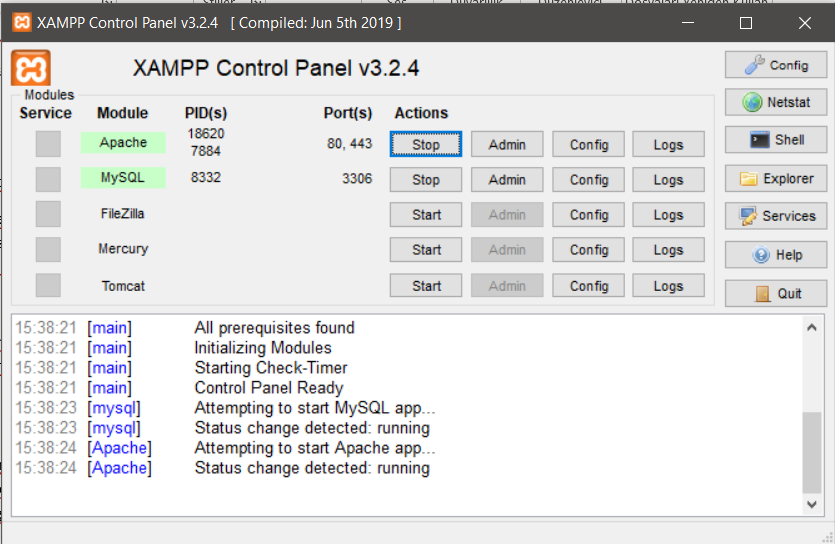 XAMPP Control Panel v3.2.4 [ Compiled: Jun 5th 2019 ]
XAMPP Control Panel v3.2.4
Config
Modules
Service Module PID(s) Port(s) Actions
Netstat
Apache 18620 7884 80, 443 Stop Admin Config Logs
Shell
MySQL 8332 3306 Stop Admin Config Logs
Explorer
FileZilla Start Admin Config Logs
Services
Mercury Start Admin Config Logs
Help
Tomcat Start Admin Config Logs
Quit
15:38:21 [main] All prerequisites found
15:38:21 [main] Initializing Modules
15:38:21 [main] Starting Check-Timer
15:38:21 [main] Control Panel Ready
15:38:23 [mysql] Attempting to start MySQL app...
15:38:23 [mysql] Status change detected: running
15:38:24 [Apache] Attempting to start Apache app...
15:38:24 [Apache] Status change detected: running